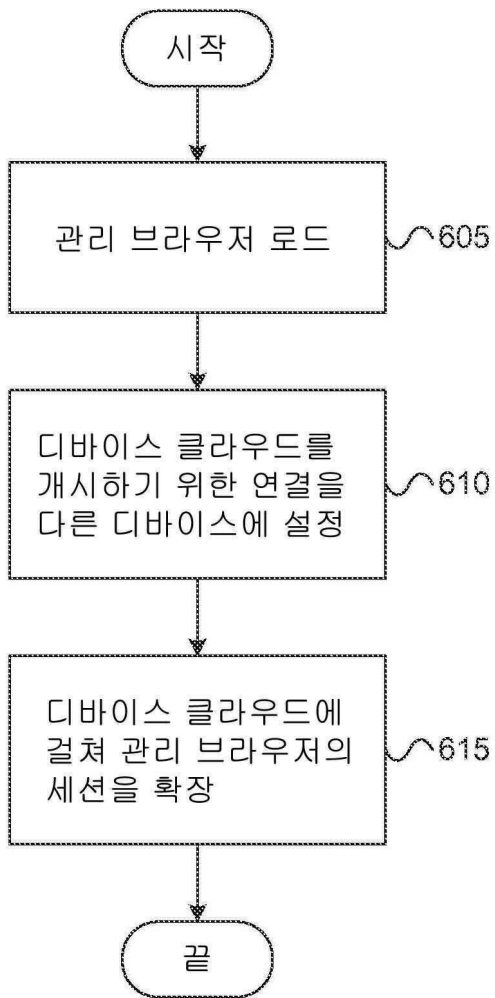 시작
관리 브라우저 로드
605
디바이스 클라우드를
개시하기 위한 연결을
다른 디바이스에 설정
610
디바이스 클라우드에
걸쳐 관리 브라우저의
세션을 확장
615
끝